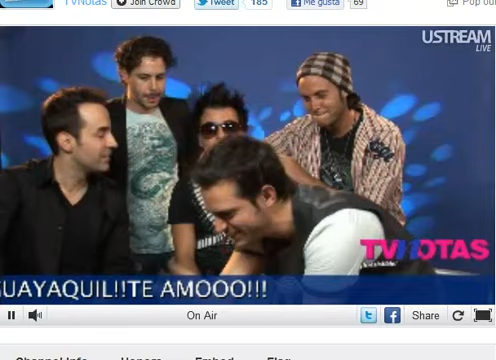 TVNotas Join Crowd Tweet 185 Me gusta 69 Pop out
USTREAM
LIVE
TVNOTAS
GUAYAQUIL!!TE AMOOO!!!
On Air Share